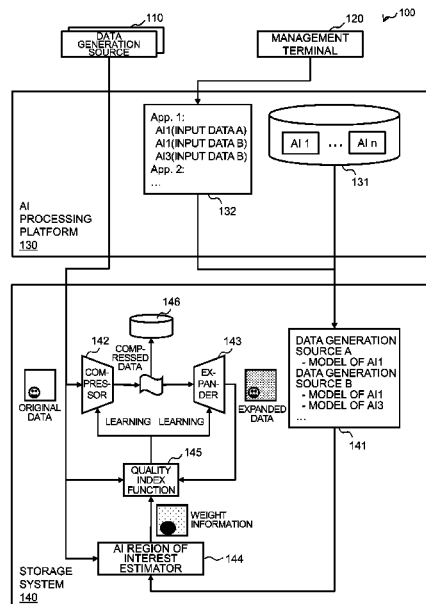 100
110
DATA
GENERATION
SOURCE
120
MANAGEMENT
TERMINAL
App. 1:
AI1(INPUT DATA A)
AI1(INPUT DATA B)
AI3(INPUT DATA B)
App. 2:
...
132
AI 1
...
AI n
131
AI
PROCESSING
PLATFORM
130
146
142
COM-
PRES-
SOR
COMP-
RESSED
DATA
143
EX-
PAN-
DER
ORIGINAL
DATA
LEARNING
LEARNING
EXPANDED
DATA
DATA GENERATION
SOURCE A
- MODEL OF AI1
DATA GENERATION
SOURCE B
- MODEL OF AI1
- MODEL OF AI3
...
141
145
QUALITY
INDEX
FUNCTION
WEIGHT
INFORMATION
144
AI REGION OF
INTEREST
ESTIMATOR
STORAGE
SYSTEM
140